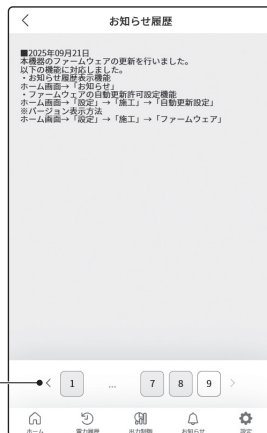 お知らせ履歴
■2025年09月21日
本機器のファームウェアの更新を行いました。
以下の機能に対応しました。
・お知らせ履歴表示機能
ホーム画面→「お知らせ」
・ファームウェアの自動更新許可設定機能
ホーム画面→「設定」→「施工」→「自動更新設定」
※バージョン表示方法
ホーム画面→「設定」→「施工」→「ファームウェア」
1 ... 7 8 9
ホーム 電力履歴 出力制御 お知らせ 設定